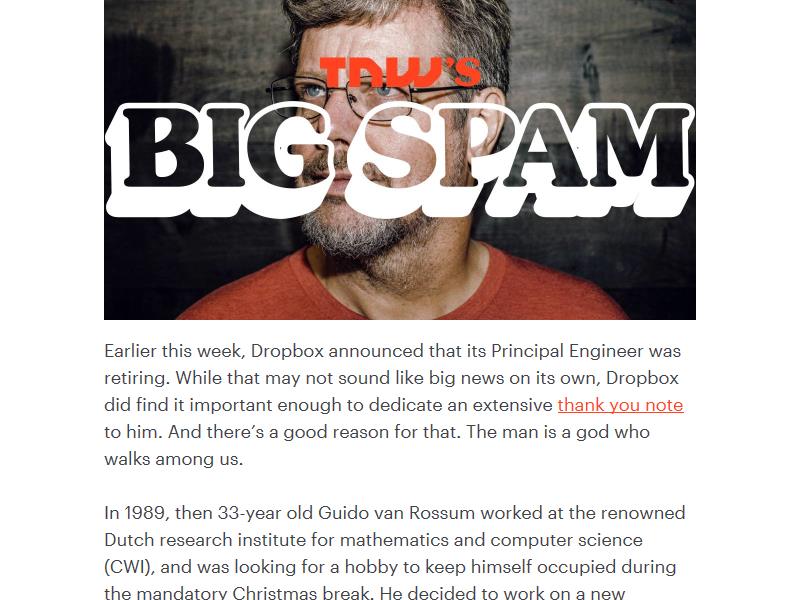 TNW's
BIG SPAM
Earlier this week, Dropbox announced that its Principal Engineer was
retiring. While that may not sound like big news on its own, Dropbox
did find it important enough to dedicate an extensive thank you note
to him. And there’s a good reason for that. The man is a god who
walks among us.
In 1989, then 33-year old Guido van Rossum worked at the renowned
Dutch research institute for mathematics and computer science
(CWI), and was looking for a hobby to keep himself occupied during
the mandatory Christmas break. He decided to work on a new